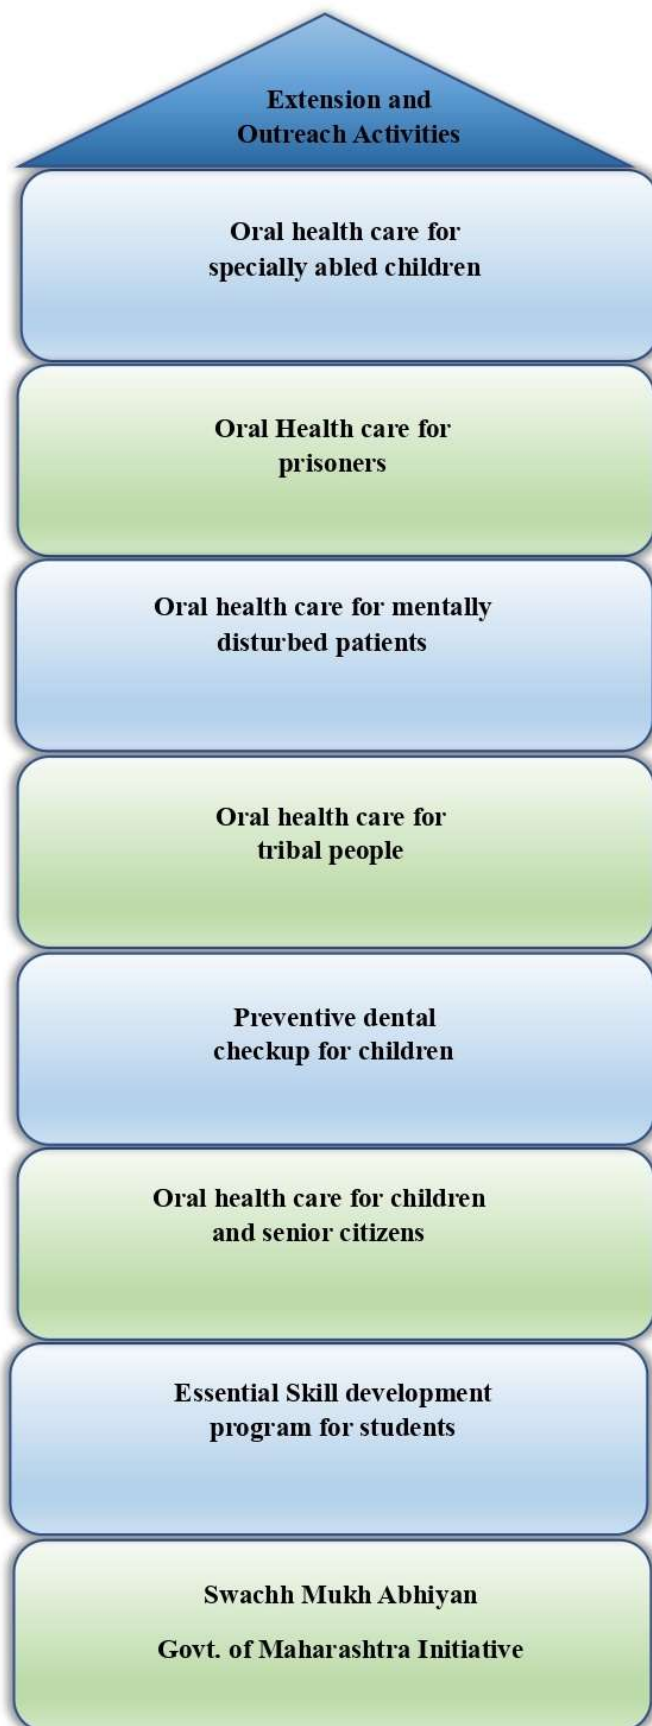 Extension and
Outreach Activities
Oral health care for
specially abled children
Oral Health care for
prisoners
Oral health care for mentally
disturbed patients
Oral health care for
tribal people
Preventive dental
checkup for children
Oral health care for children
and senior citizens
Essential Skill development
program for students
Swachh Mukh Abhiyan
Govt. of Maharashtra Initiative